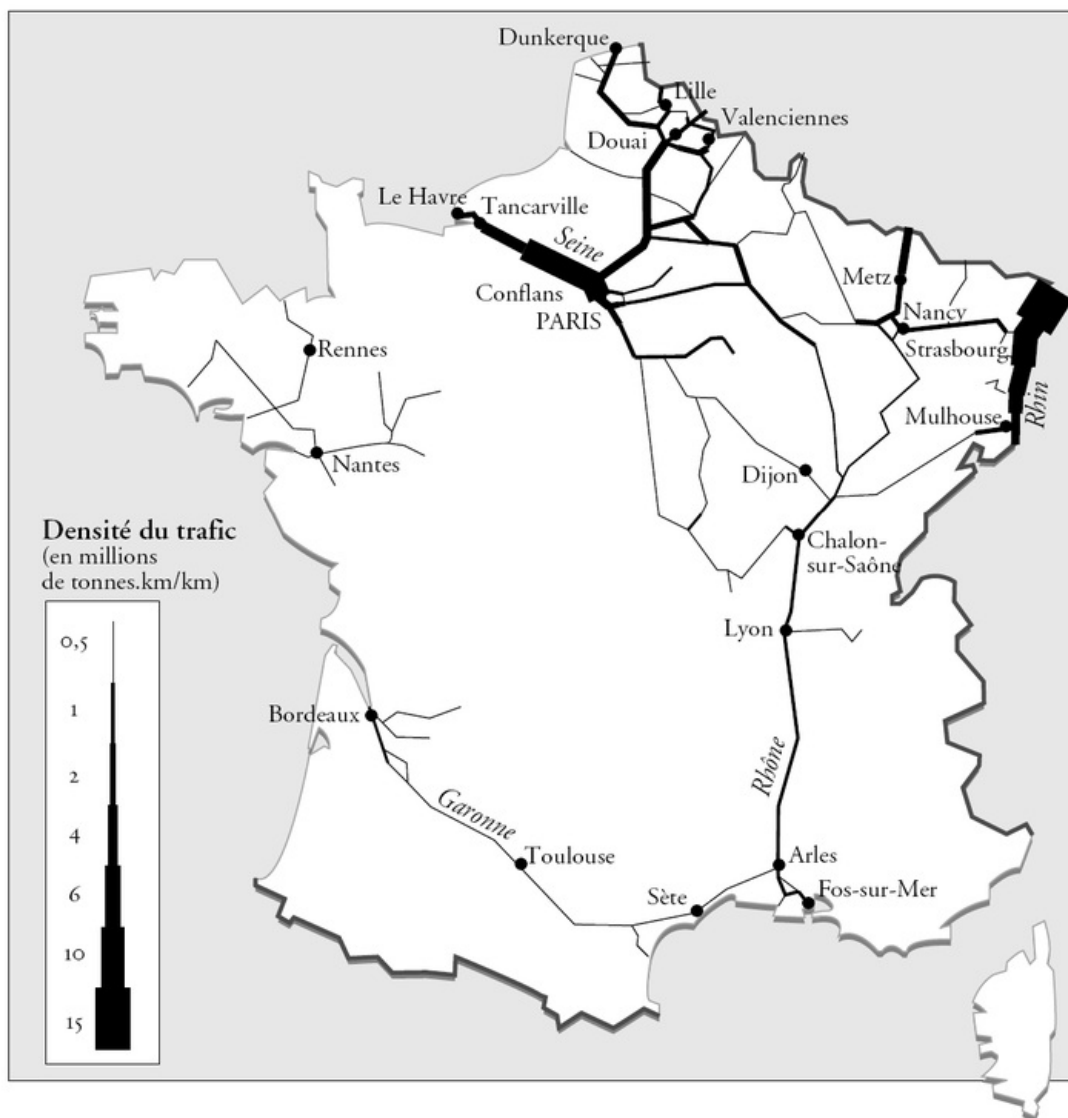 Dunkerque
Lille
Valenciennes
Douai
Le Havre
Tancarville
Seine
Metz
Conflans
Nancy
PARIS
Strasbourg
Rennes
Rhin
Mulhouse
Nantes
Dijon
Densité du trafic
(en millions
de tonnes.km/km)
Chalon-
sur-Saône
0,5
Lyon
1
Bordeaux
2
Rhône
Garonne
4
Toulouse
Arles
6
Sète
Fos-sur-Mer
10
15